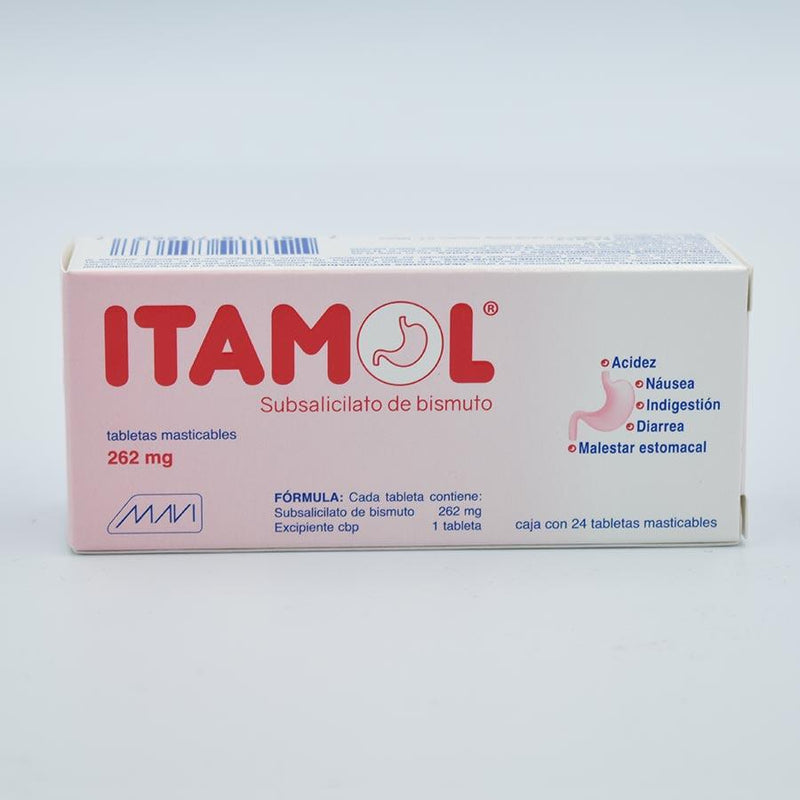 ITAMOL®
Subsalicilato de bismuto
tabletas masticables
262 mg
MAVI
FÓRMULA: Cada tableta contiene:
Subsalicilato de bismuto 262 mg
Excipiente cbp 1 tableta
Acidez
Náusea
Indigestión
Diarrea
Malestar estomacal
caja con 24 tabletas masticables